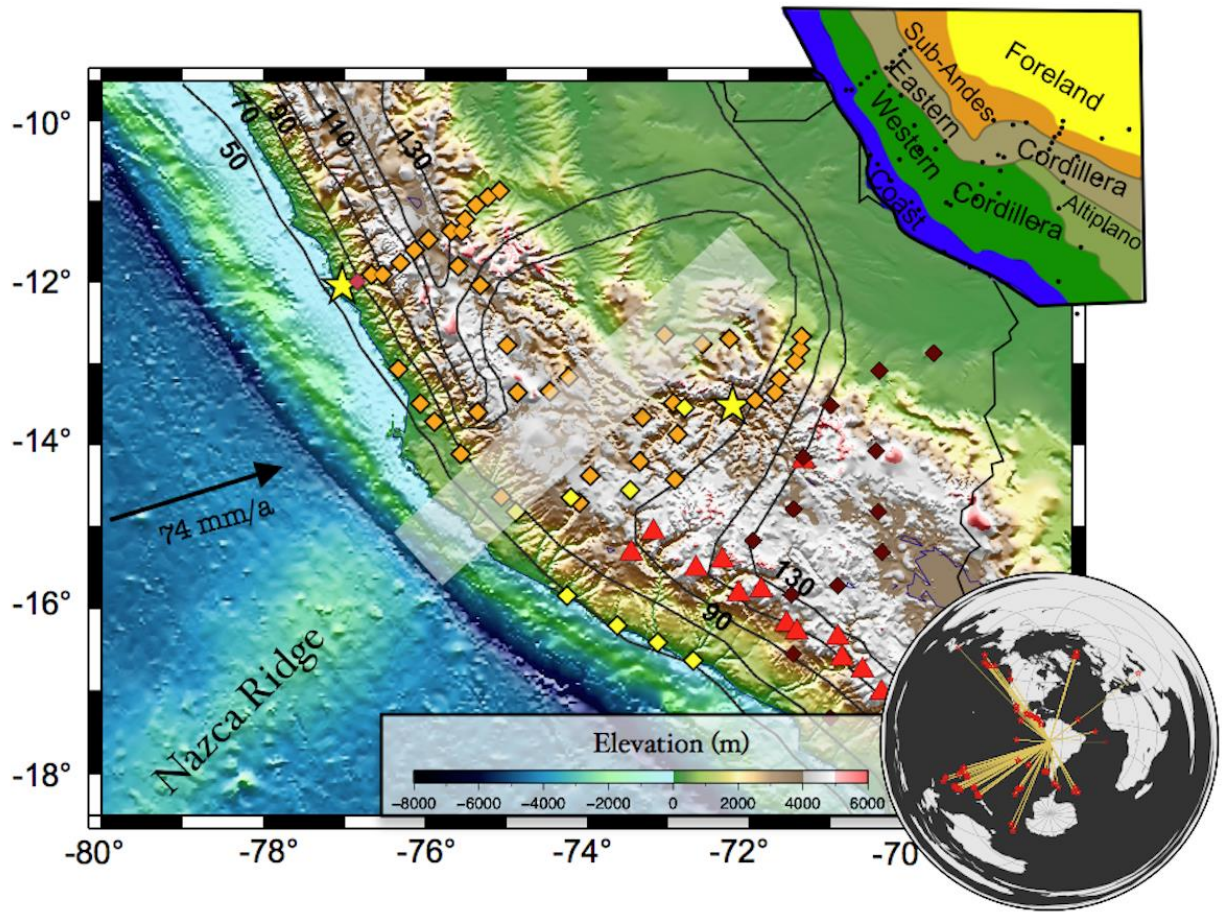 -10°
-12°
-14°
-16°
-18°
-80°
-78°
-76°
-74°
-72°
-70
50
70
90
110
130
74 mm/a
Nazca Ridge
130
90
Elevation (m)
−8000 −6000 −4000 −2000 0 2000 4000 6000
Foreland
Sub-Andes
Eastern
Cordillera
Western
Cordillera
Altiplano
Coast